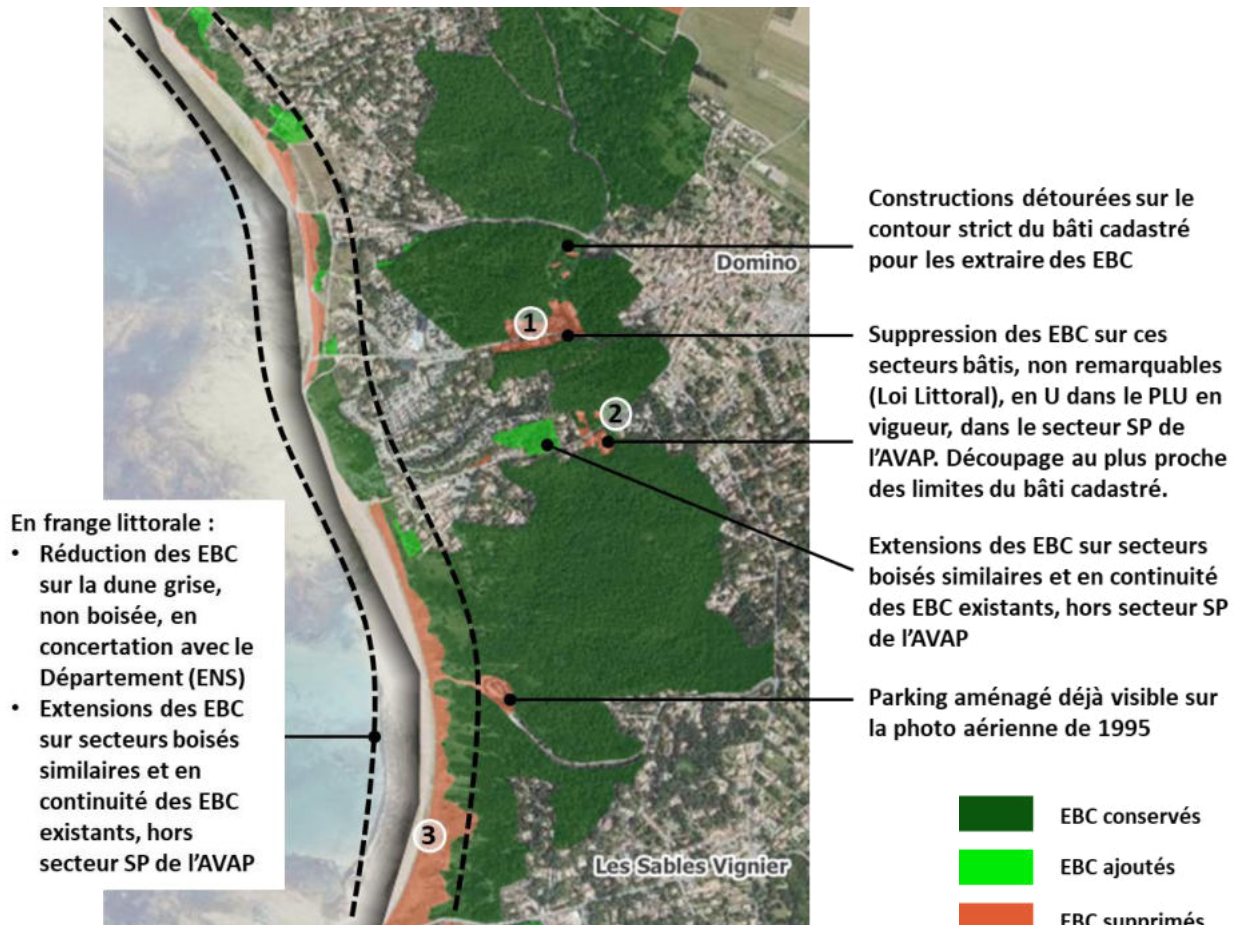 Constructions détourées sur le
contour strict du bâti cadastré
pour les extraire des EBC
Domino
1
Suppression des EBC sur ces
secteurs bâtis, non remarquables
(Loi Littoral), en U dans le PLU en
vigueur, dans le secteur SP de
l'AVAP. Découpage au plus proche
des limites du bâti cadastré.
2
En frange littorale :
• Réduction des EBC
sur la dune grise,
non boisée, en
concertation avec le
Département (ENS)
• Extensions des EBC
sur secteurs boisés
similaires et en
continuité des EBC
existants, hors
secteur SP de l'AVAP
Extensions des EBC sur secteurs
boisés similaires et en continuité
des EBC existants, hors secteur SP
de l'AVAP
Parking aménagé déjà visible sur
la photo aérienne de 1995
3
Les Sables Vignier
EBC conservés
EBC ajoutés
EBC supprimés